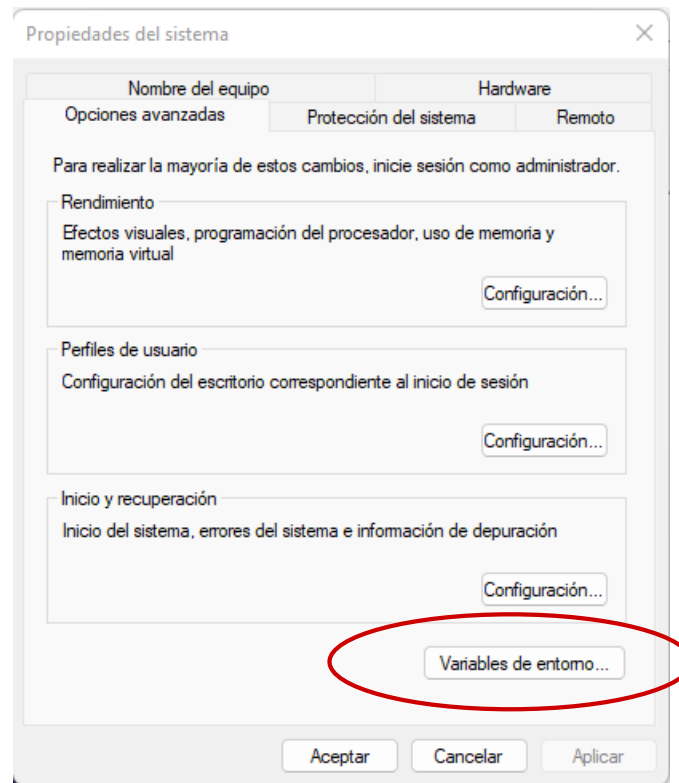 Propiedades del sistema
Nombre del equipo
Hardware
Opciones avanzadas
Protección del sistema
Remoto
Para realizar la mayoría de estos cambios, inicie sesión como administrador.
Rendimiento
Efectos visuales, programación del procesador, uso de memoria y
memoria virtual
Configuración...
Perfiles de usuario
Configuración del escritorio correspondiente al inicio de sesión
Configuración...
Inicio y recuperación
Inicio del sistema, errores del sistema e información de depuración
Configuración...
Variables de entorno...
Aceptar
Cancelar
Aplicar